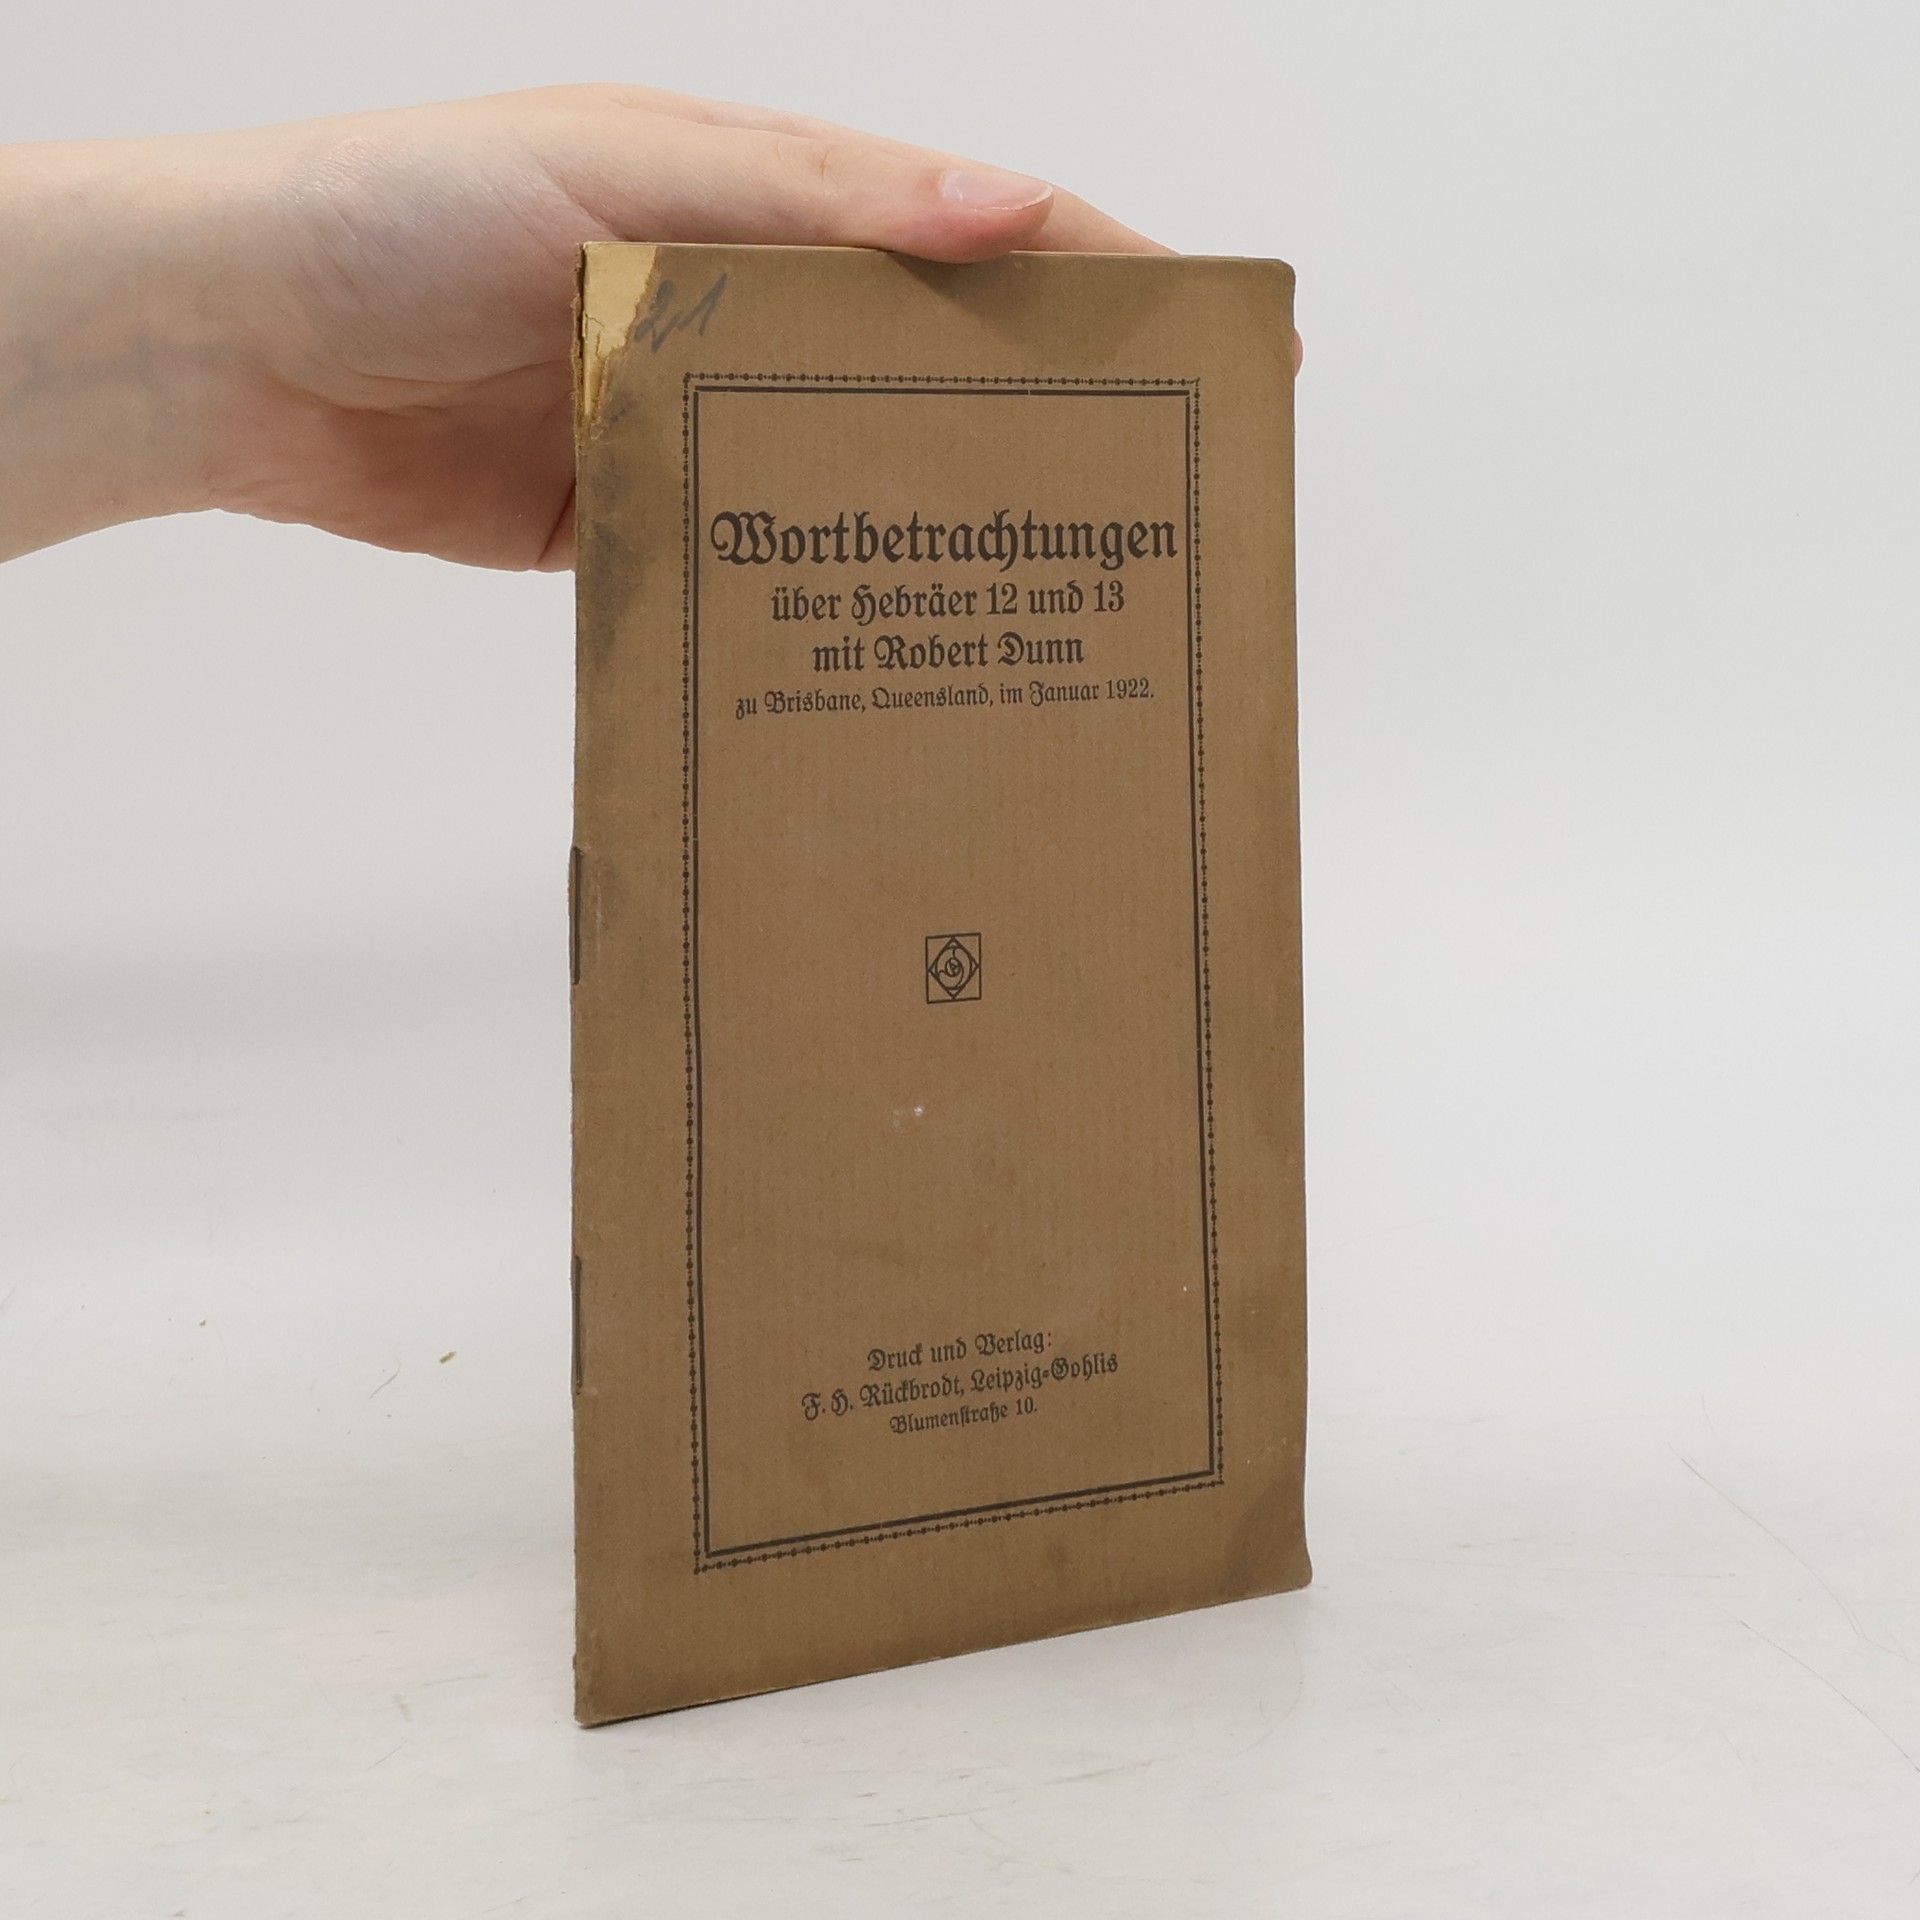 21
Wortbetrachtungen
über Hebräer 12 und 13
mit Robert Dunn
zu Brisbane, Queensland, im Januar 1922.
Druck und Verlag:
F. H. Rückbrodt, Leipzig-Gohlis
Blumenstraße 10.